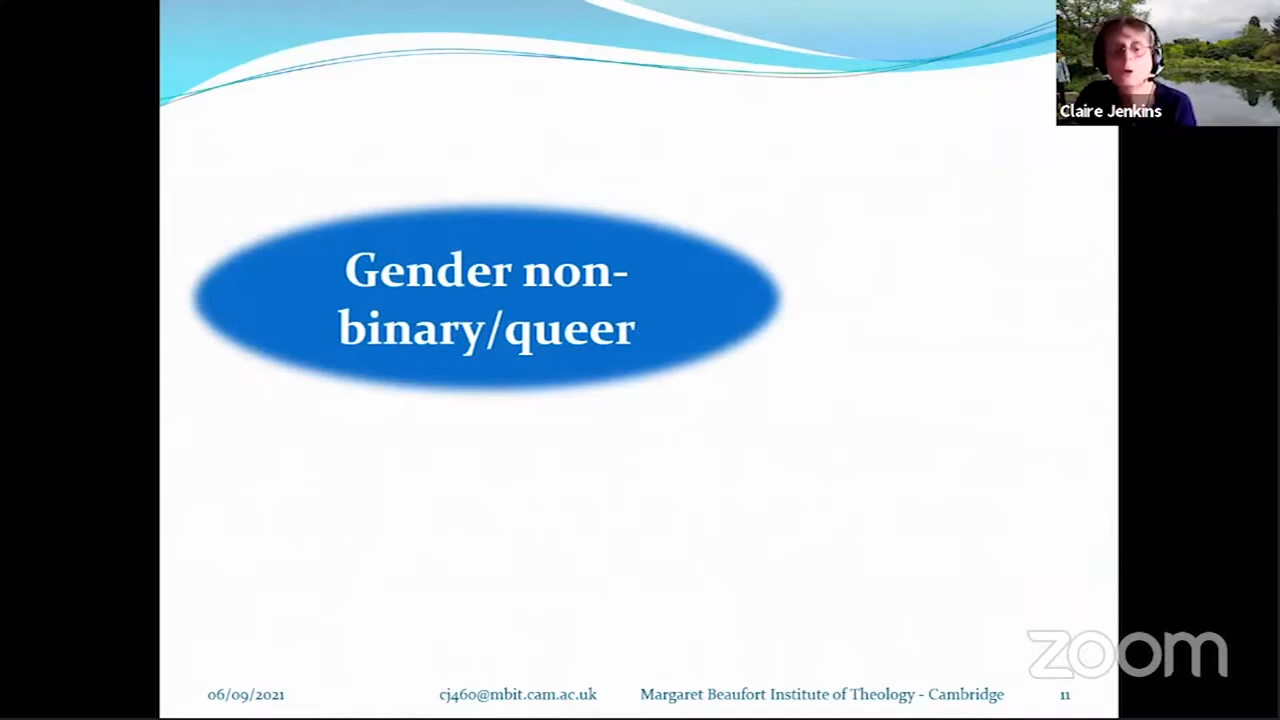 Claire Jenkins
Gender non-
binary/queer
zoom
06/09/2021
cj460@mbit.cam.ac.uk
Margaret Beaufort Institute of Theology - Cambridge
11